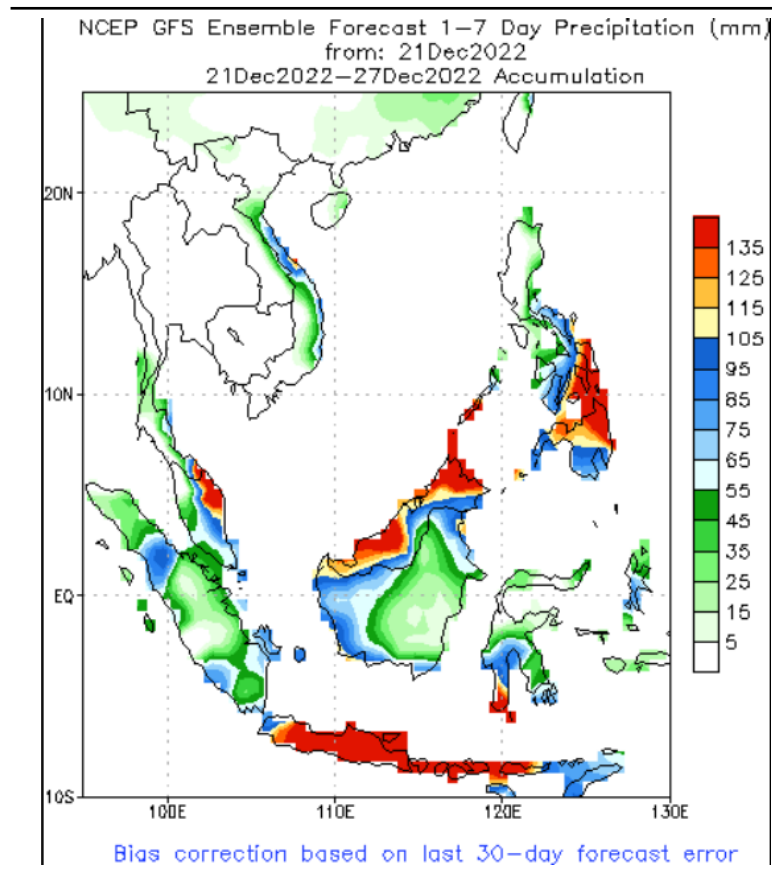 NCEP GFS Ensemble Forecast 1-7 Day Precipitation (mm)
from: 21Dec2022
21Dec2022-27Dec2022 Accumulation
20N
10N
EQ
10S
100E
110E
120E
130E
135
125
115
105
95
85
75
65
55
45
35
25
15
5
Bias correction based on last 30-day forecast error